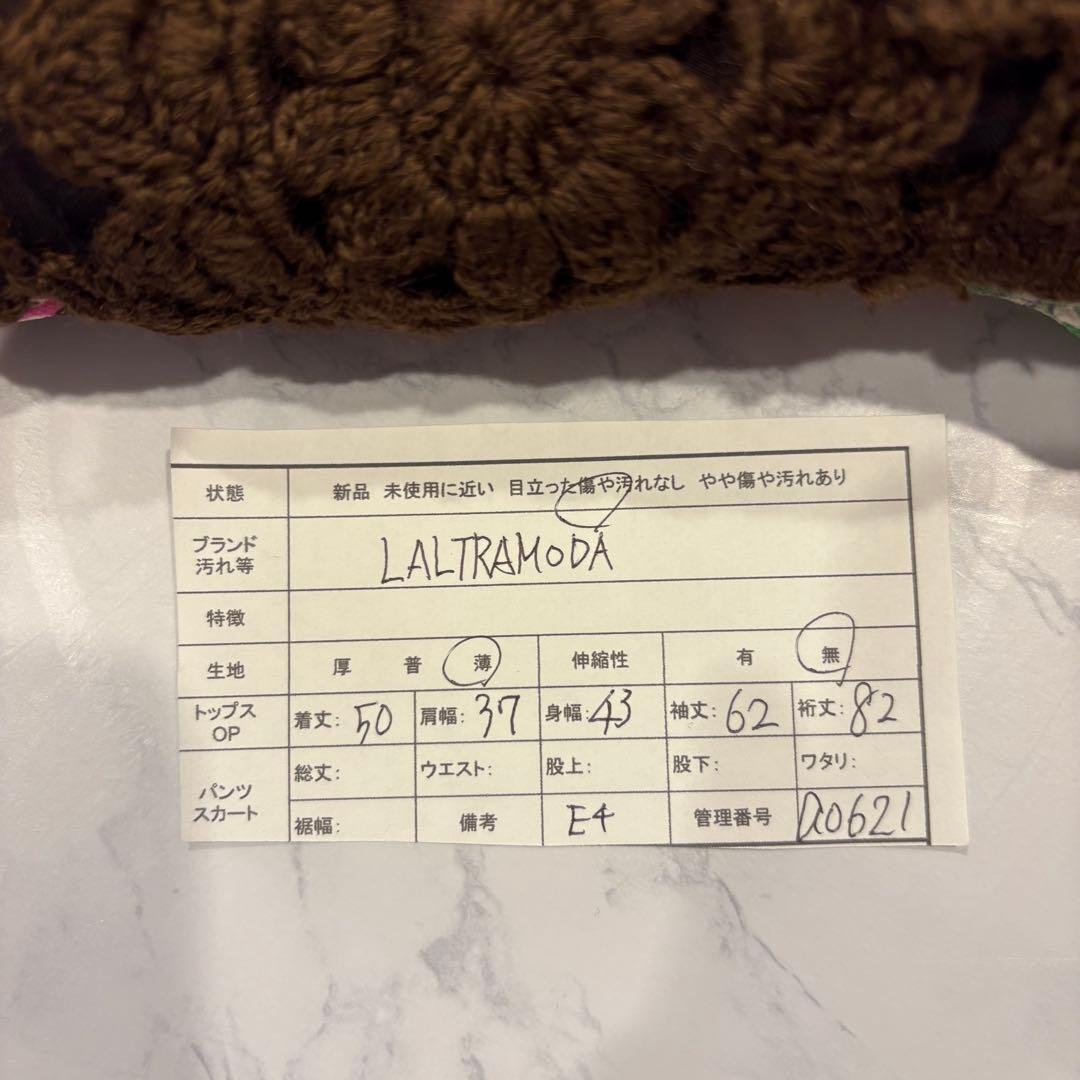 状態 新品 未使用に近い 目立った傷や汚れなし やや傷や汚れあり
ブランド
汚れ等
LALTRAMODA
特徴
生地 厚 普 薄 伸縮性 有 無
トップス
OP
着丈: 50 肩幅: 37 身幅: 43 袖丈: 62 裄丈: 82
パンツ
スカート
総丈: ウエスト: 股上: 股下: ワタリ:
裾幅: 備考 E4 管理番号 a0621